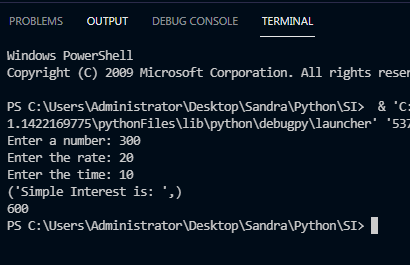 PROBLEMS OUTPUT DEBUG CONSOLE TERMINAL
Windows PowerShell
Copyright (C) 2009 Microsoft Corporation. All rights rese
PS C:\Users\Administrator\Desktop\Sandra\Python\SI>  & 'C:
1.1422169775\pythonFiles\lib\python\debugpy\launcher' '537
Enter a number: 300
Enter the rate: 20
Enter the time: 10
('Simple Interest is: ',)
600
PS C:\Users\Administrator\Desktop\Sandra\Python\SI>